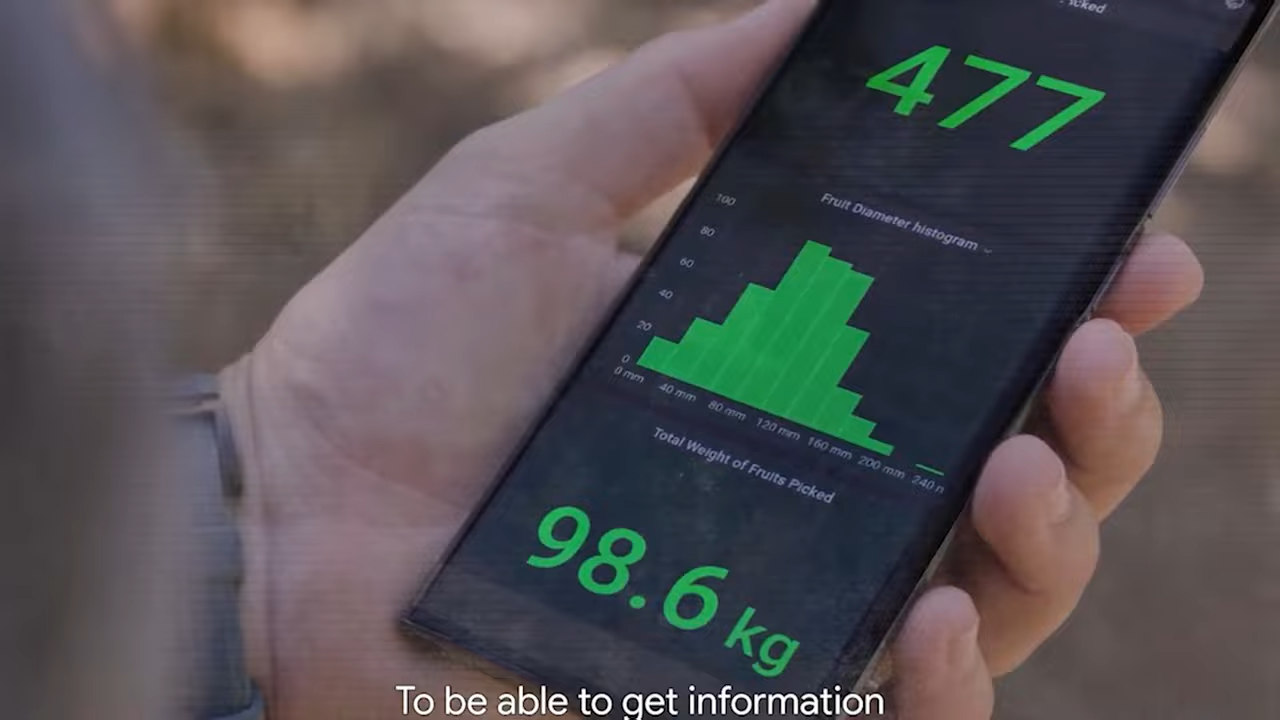 477
Fruit Diameter histogram
100
80
60
40
20
0
0 mm 40 mm 80 mm 120 mm 160 mm 200 mm 240
Total Weight of Fruits Picked
98.6 kg
To be able to get information